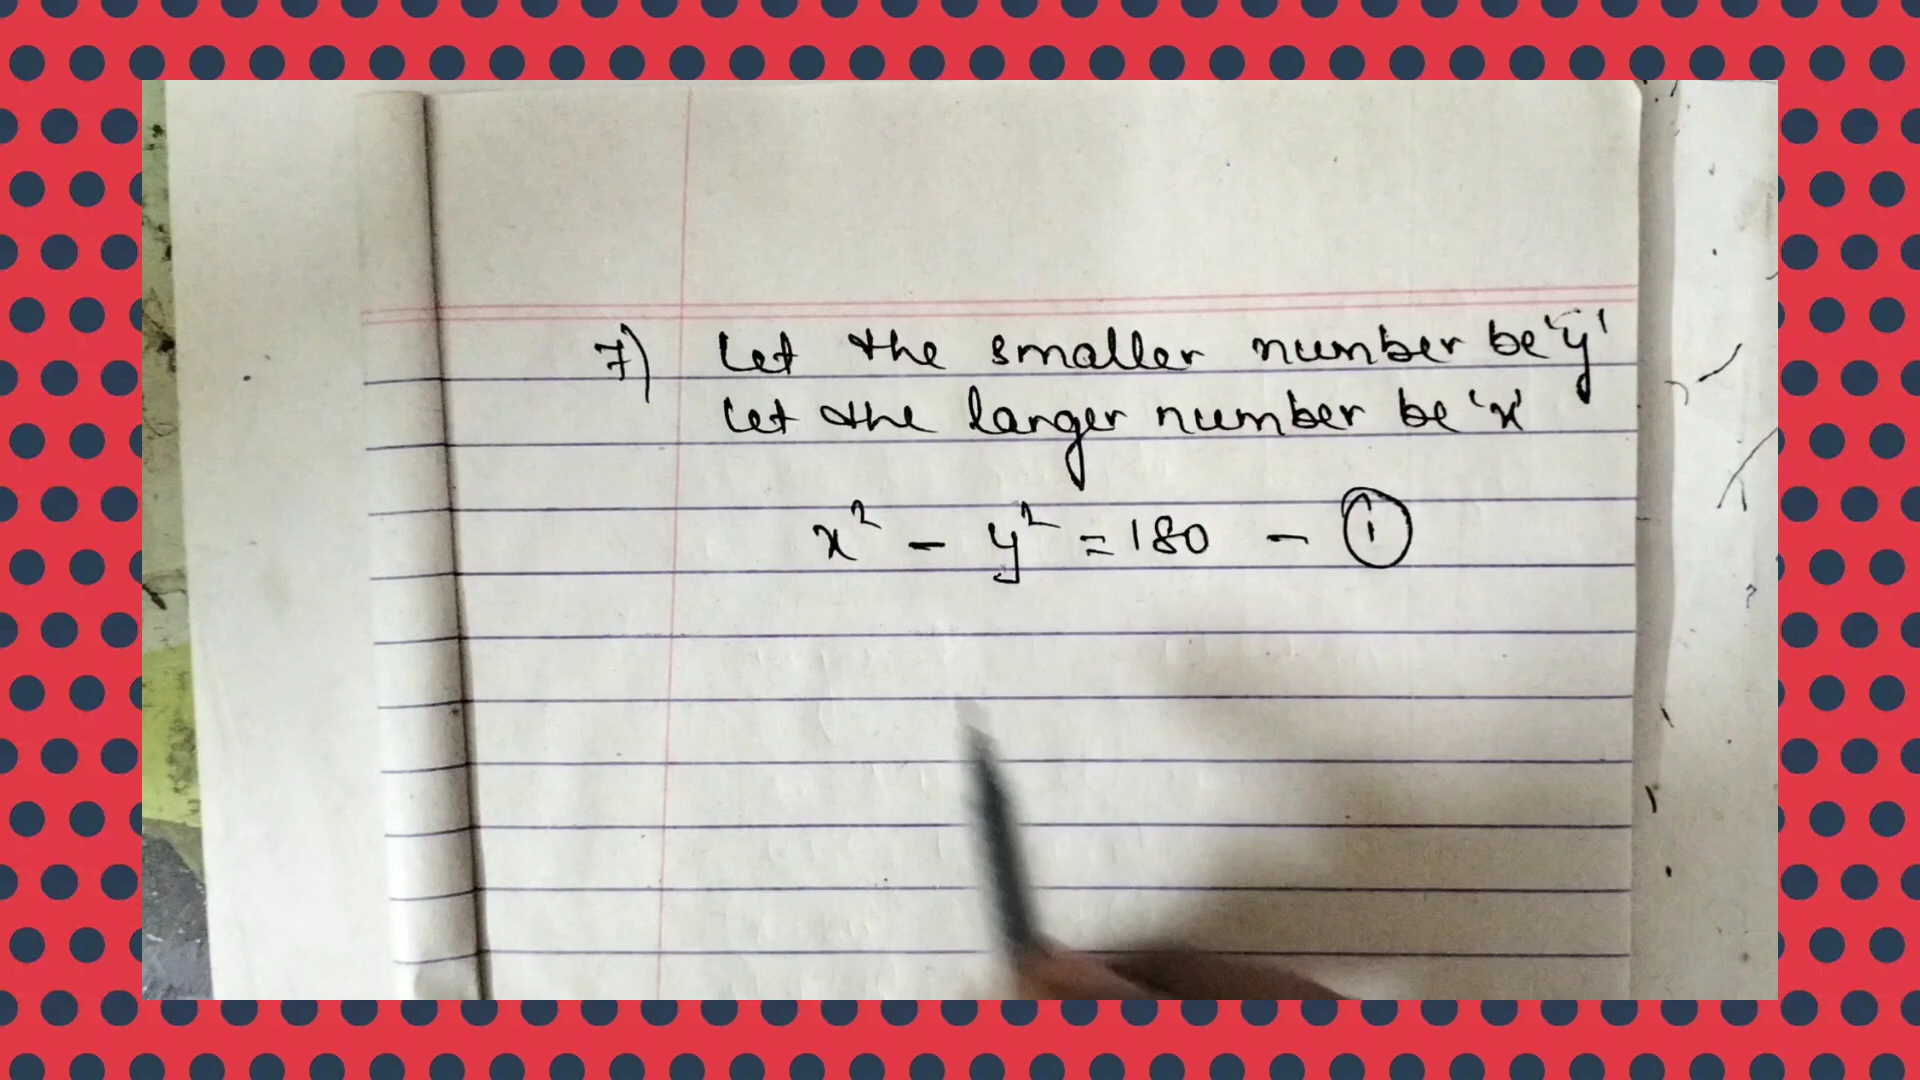 7) Let the smaller number be 'y'
Let the larger number be 'x'
x² - y² = 180 - ①